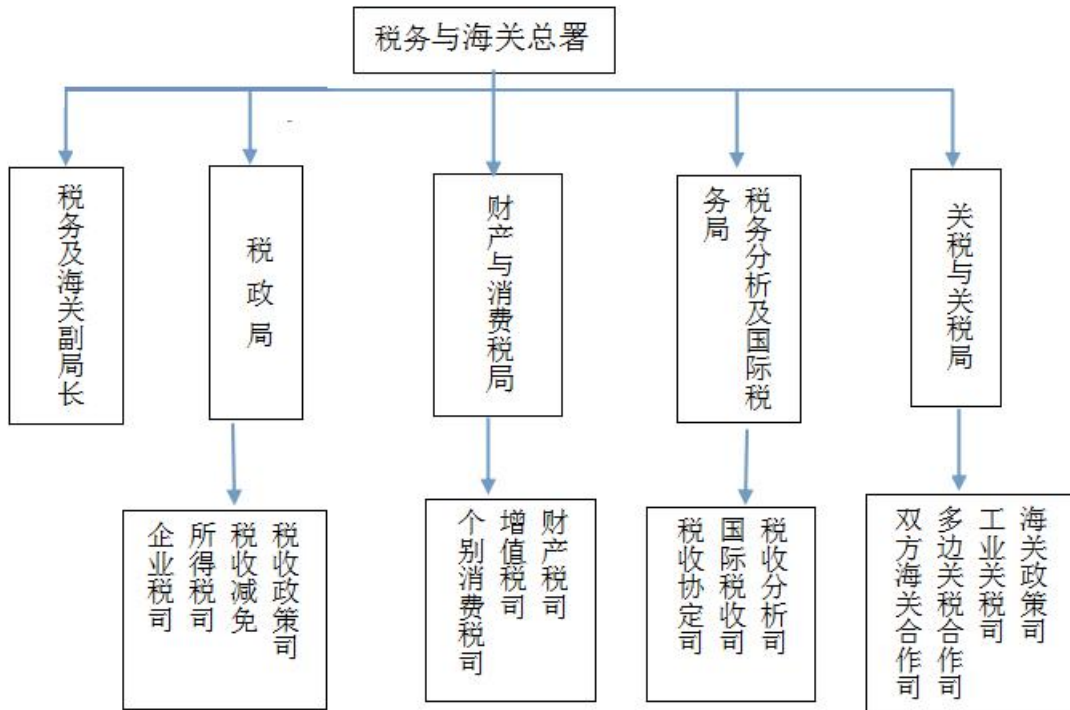 税务与海关总署
税务及海关副局长
税政局
财产与消费税局
税务分析及国际税
务局
关税与关税局
税收政策司
税收减免
所得税司
企业税司
财产税司
增值税司
个别消费税司
税收分析司
国际税收司
税收协定司
海关政策司
工业关税司
多边关税合作司
双方海关合作司